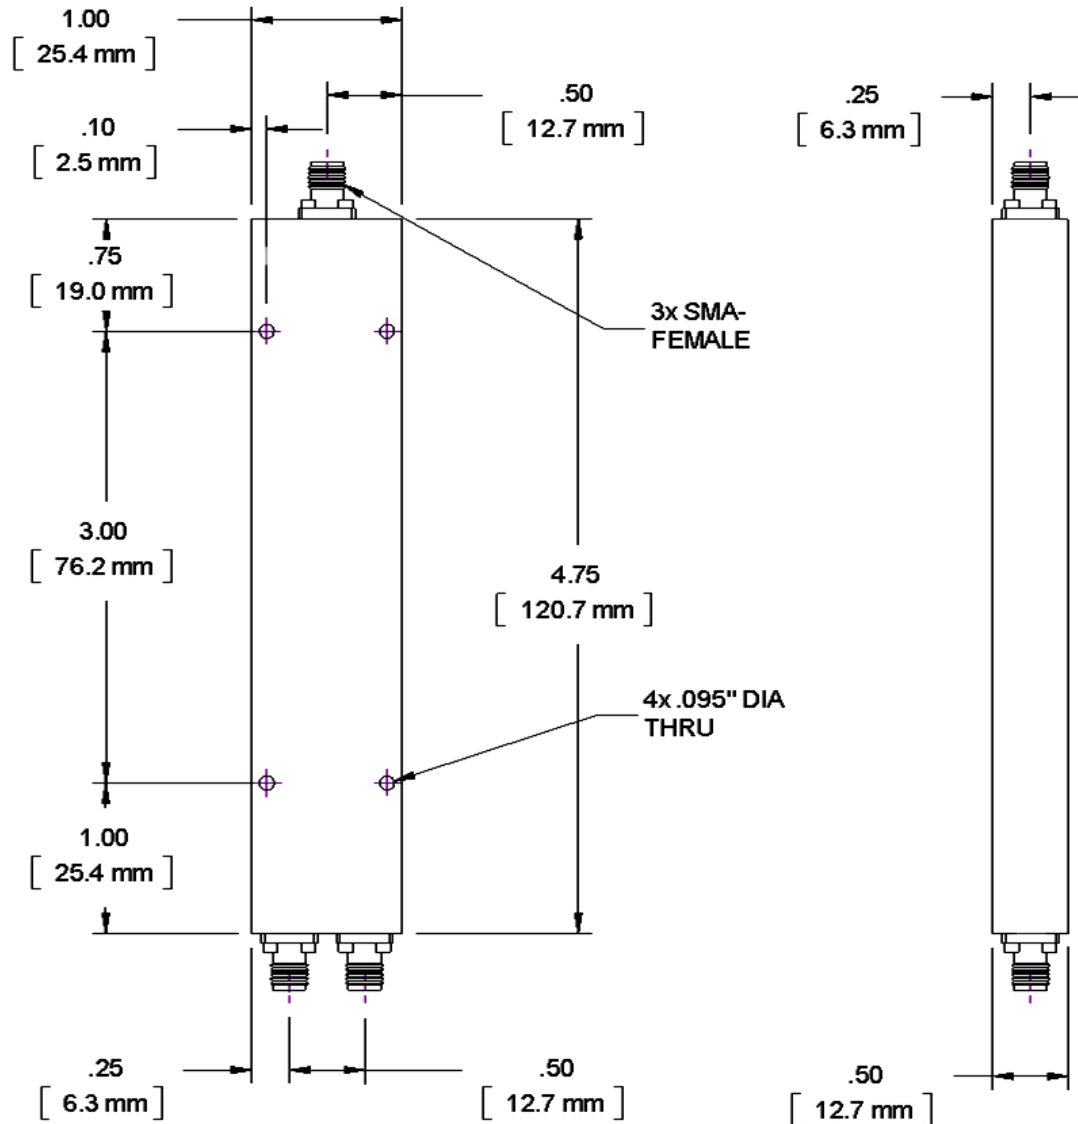 1.00
[ 25.4 mm ]
.50
[ 12.7 mm ]
.25
[ 6.3 mm ]
.10
[ 2.5 mm ]
.75
[ 19.0 mm ]
3x SMA-
FEMALE
3.00
[ 76.2 mm ]
4.75
[ 120.7 mm ]
4x .095" DIA
THRU
1.00
[ 25.4 mm ]
.25
[ 6.3 mm ]
.50
[ 12.7 mm ]
.50
[ 12.7 mm ]